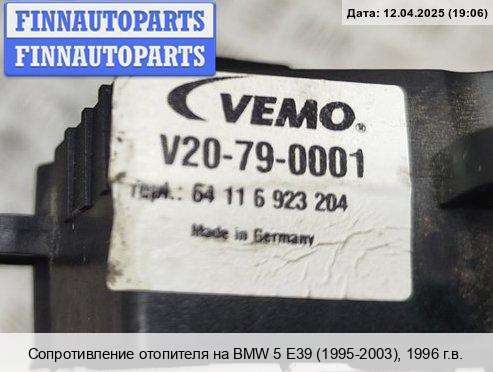 FINNAUTOPARTS
FINNAUTOPARTS
Дата: 12.04.2025 (19:06)
VEMO®
V20-79-0001
repl.: 64 11 6 923 204
Made in Germany
Сопротивление отопителя на BMW 5 E39 (1995-2003), 1996 г.в.